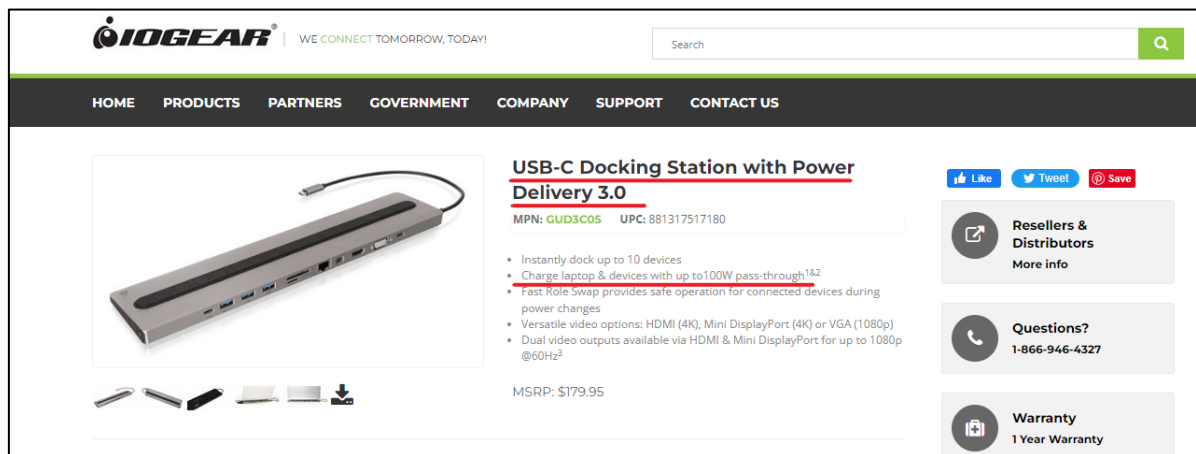 IOGEAR®
WE CONNECT TOMORROW, TODAY!
Search
HOME PRODUCTS PARTNERS GOVERNMENT COMPANY SUPPORT CONTACT US
USB-C Docking Station with Power
Delivery 3.0
MPN: GUD3C05 UPC: 881317517180
• Instantly dock up to 10 devices
• Charge laptop & devices with up to100W pass-through1&2
• Fast Role Swap provides safe operation for connected devices during
power changes
• Versatile video options: HDMI (4K), Mini DisplayPort (4K) or VGA (1080p)
• Dual video outputs available via HDMI & Mini DisplayPort for up to 1080p
@60Hz3
MSRP: $179.95
Like Tweet Save
Resellers &
Distributors
More info
Questions?
1-866-946-4327
Warranty
1 Year Warranty